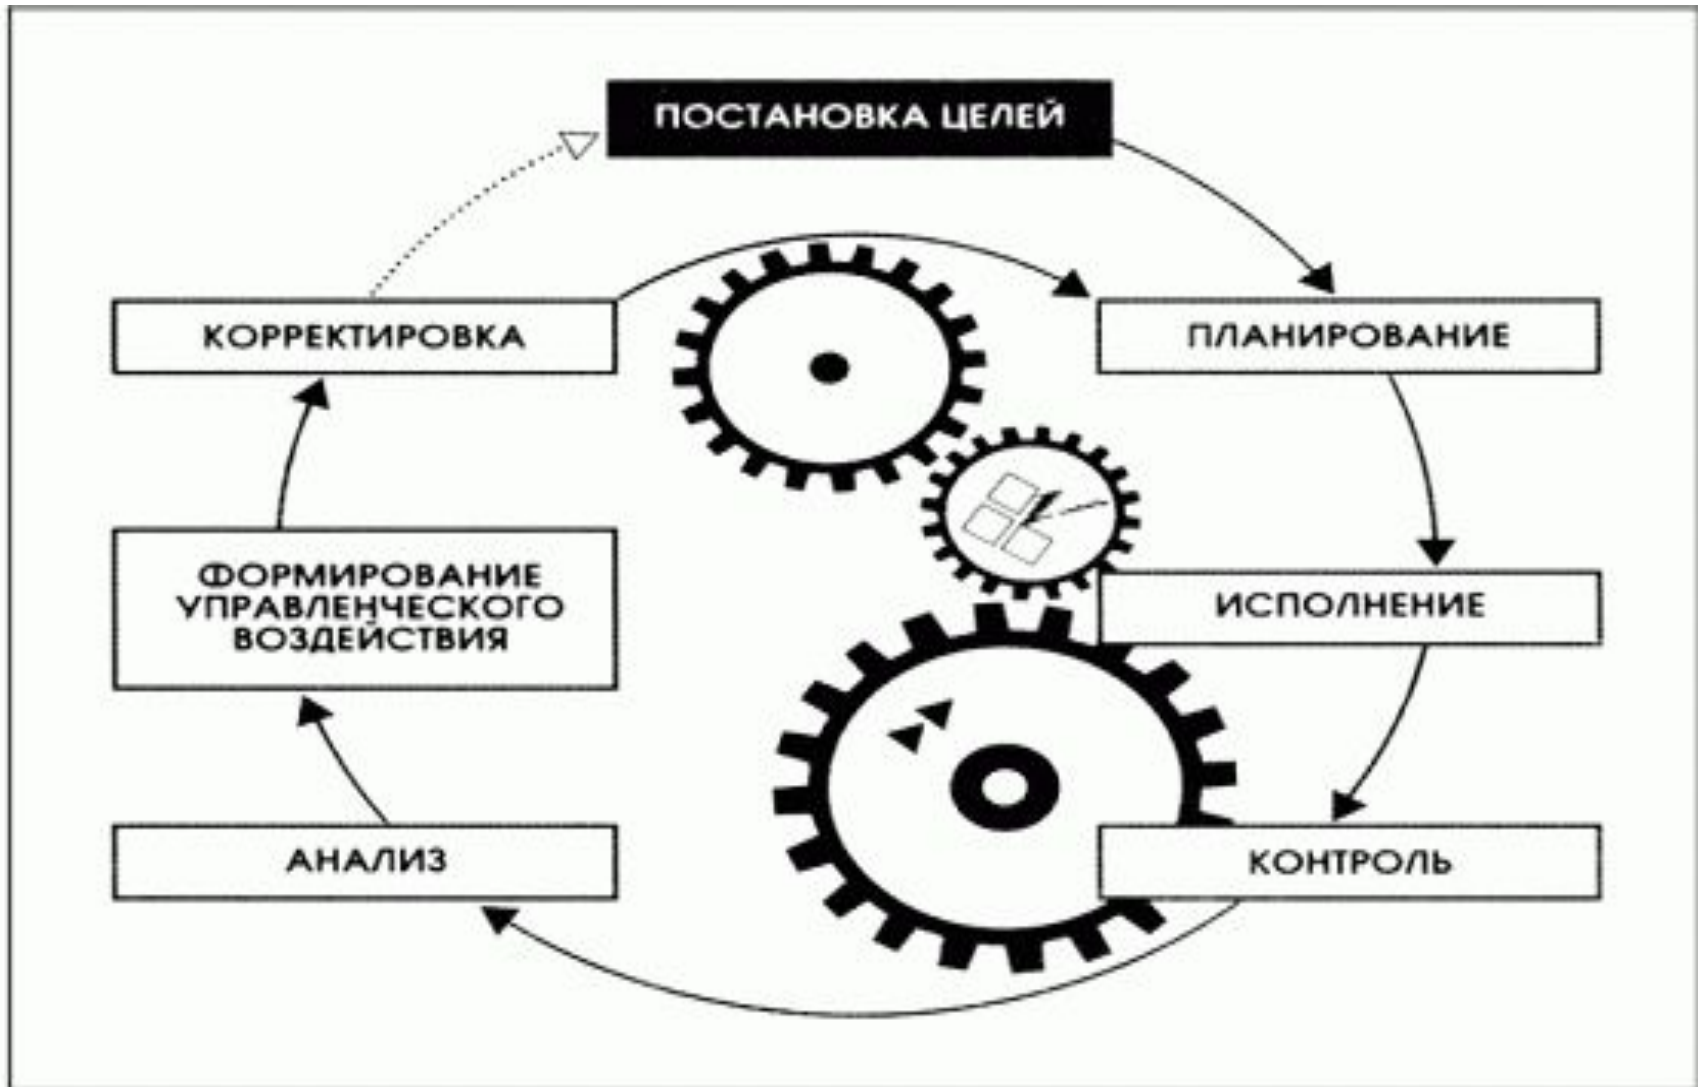 ПОСТАНОВКА ЦЕЛЕЙ
КОРРЕКТИРОВКА
ПЛАНИРОВАНИЕ
ФОРМИРОВАНИЕ
УПРАВЛЕНЧЕСКОГО
ВОЗДЕЙСТВИЯ
ИСПОЛНЕНИЕ
АНАЛИЗ
КОНТРОЛЬ